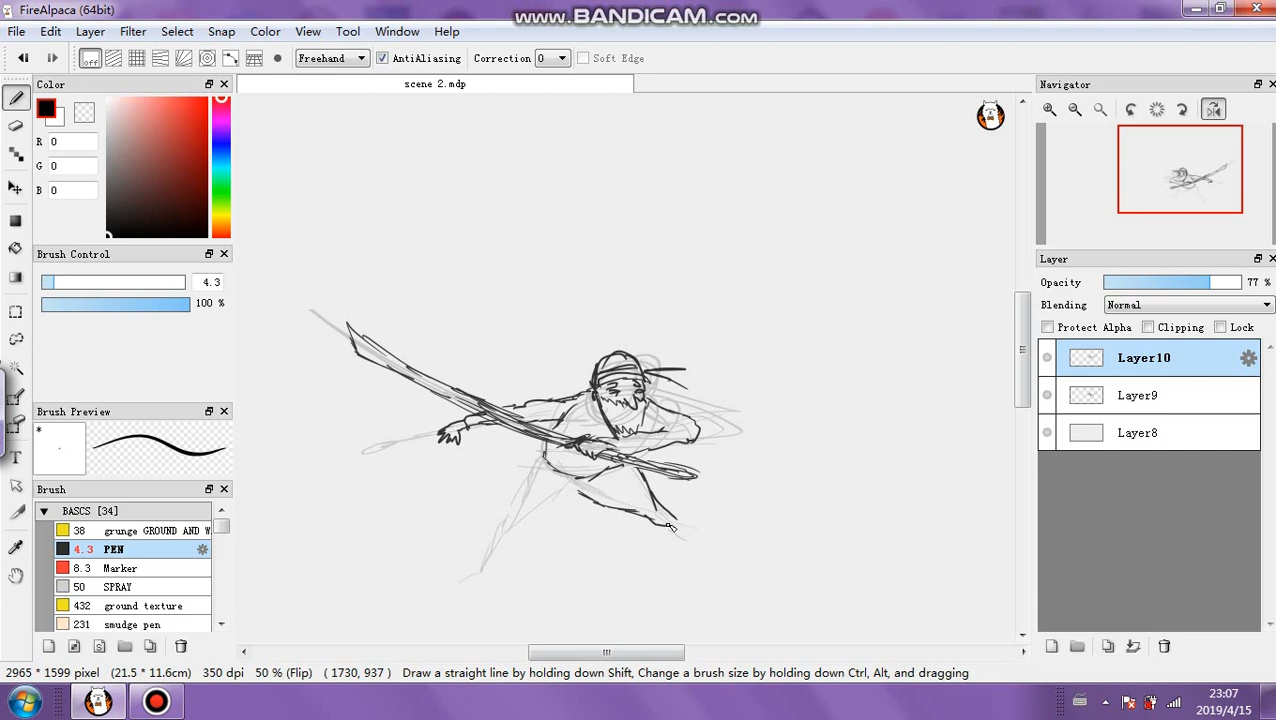 FireAlpaca (64bit)
www.BANDICAM.com
File Edit Layer Filter Select Snap Color View Tool Window Help
off Freehand AntiAliasing Correction 0 Soft Edge
Color
scene 2.mdp
Navigator
R 0
G 0
B 0
Brush Control
4.3
100 %
Layer
Opacity 77 %
Blending Normal
Protect Alpha Clipping Lock
Layer10
Layer9
Layer8
Brush Preview
*
Brush
BASCS [34]
38 grunge GROUND AND W
4.3 PEN
8.3 Marker
50 SPRAY
432 ground texture
231 smudge pen
2965 * 1599 pixel (21.5 * 11.6cm) 350 dpi 50 % (Flip) ( 1730, 937 ) Draw a straight line by holding down Shift, Change a brush size by holding down Ctrl, Alt, and dragging
23:07
2019/4/15